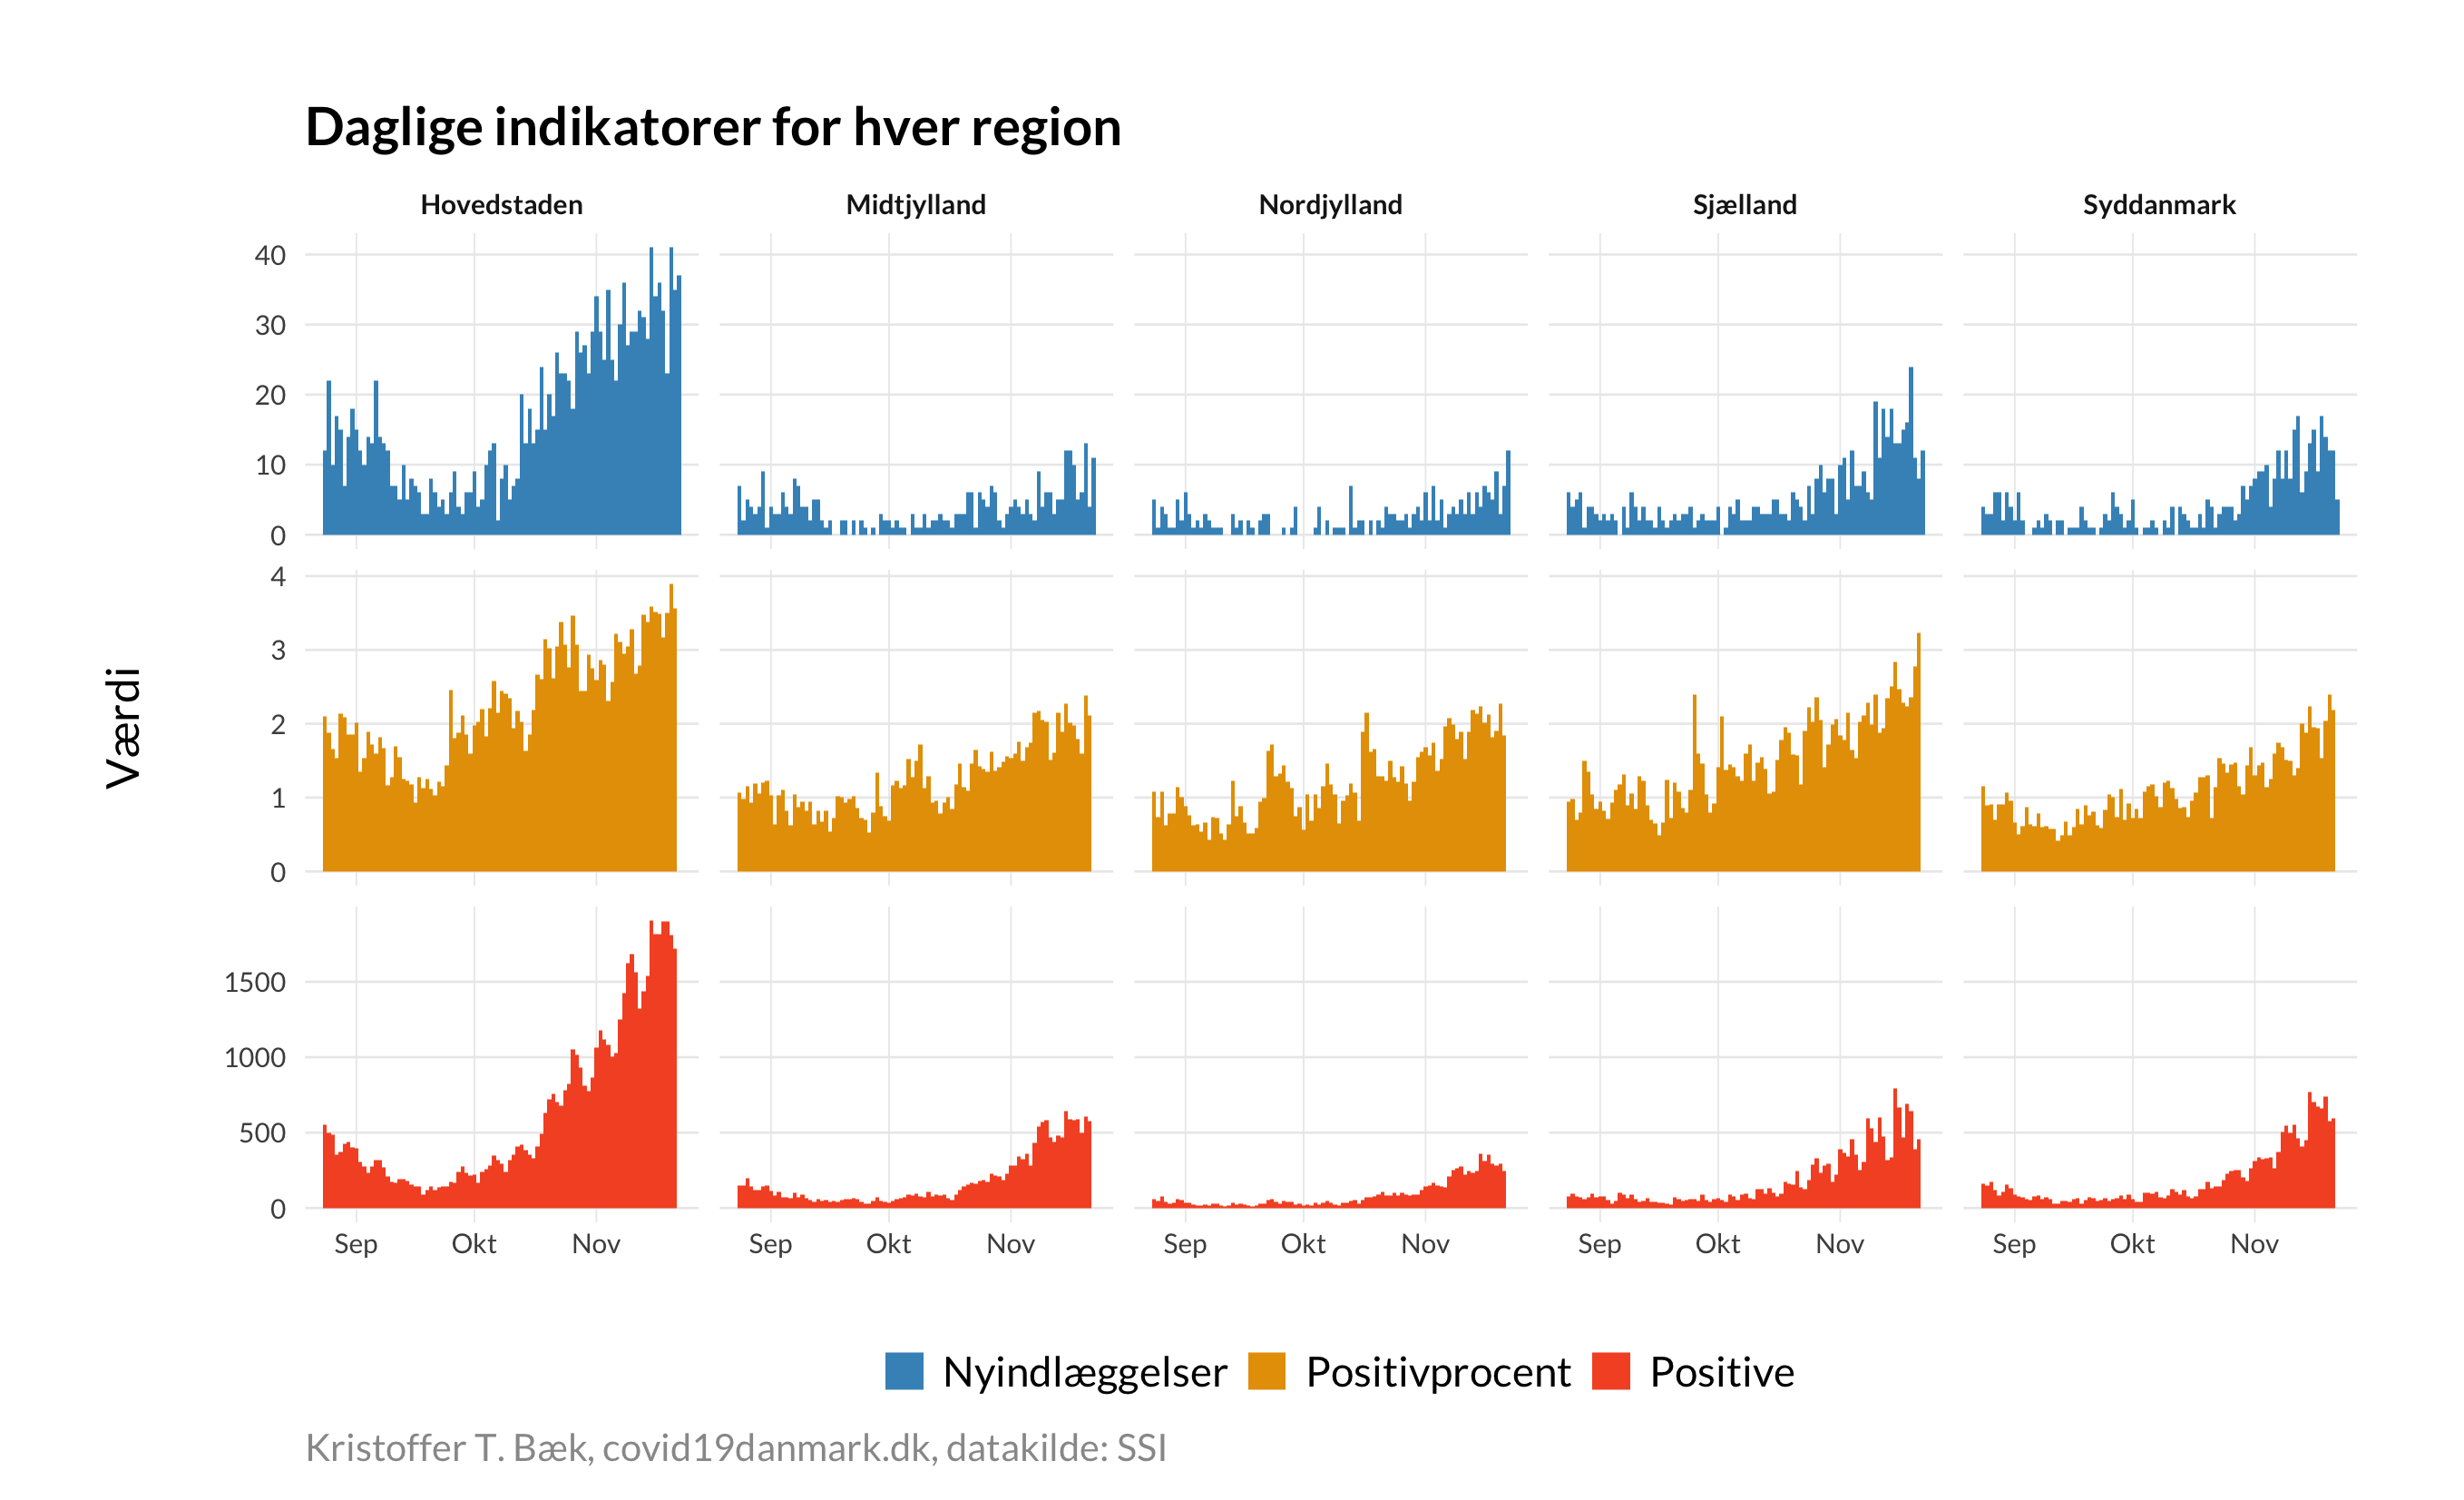 Daglige indikatorer for hver region
Hovedstaden Midtjylland Nordjylland Sjælland Syddanmark
40
30
20
10
0
4
3
2
1
0
Værdi
1500
1000
500
0
Sep Okt Nov Sep Okt Nov Sep Okt Nov Sep Okt Nov Sep Okt Nov
Nyindlæggelser Positivprocent Positive
Kristoffer T. Bæk, covid19danmark.dk, datakilde: SSI